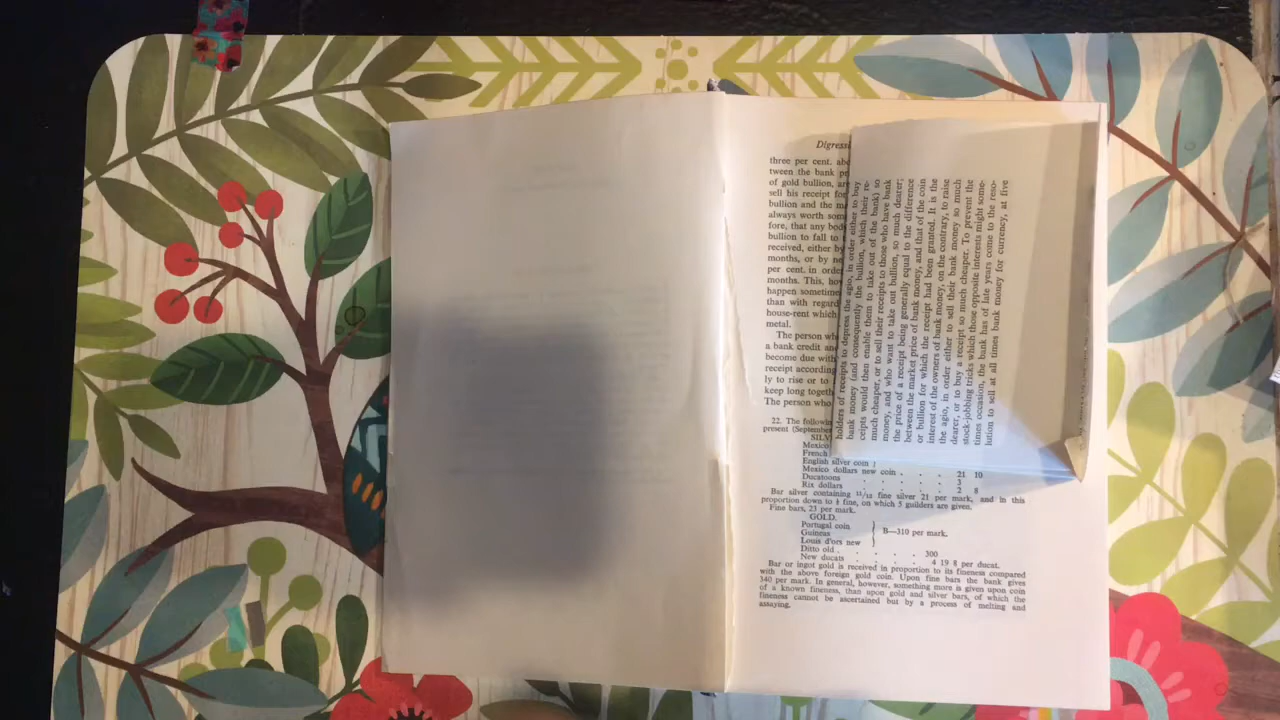 Digressi
three per cent. abo
tween the bank pr
of gold bullion, ar
sell his receipt for
bullion and the m
always worth som
fore, that any bod
bullion to fall to
received, either by
months, or by ne
per cent. in order
months. This, how
happen sometime
than with regard
house-rent which
metal.
The person wh
a bank credit and
become due with
receipt according
ly to rise or to
keep long togeth
The person who
22. The followin
present (September
SILV
Mexico
French
English silver coin
Mexico dollars new coin . . . 21 10
Ducatoons . . . . . 3
Rix dollars . . . . . 2 8
Bar silver containing 11/12 fine silver 21 per mark, and in this
proportion down to ¼ fine, on which 5 guilders are given.
Fine bars, 23 per mark.
GOLD.
Portugal coin
Guineas
Louis d'ors new
B—310 per mark.
Ditto old . . . . . 300
New ducats . . . . 4 19 8 per ducat.
Bar or ingot gold is received in proportion to its fineness compared
with the above foreign gold coin. Upon fine bars the bank gives
340 per mark. In general, however, something more is given upon coin
of a known fineness, than upon gold and silver bars, of which the
fineness cannot be ascertained but by a process of melting and
assaying.
holders of receipts to depress the agio, in order either to buy
bank money (and consequently the bullion, which their re-
ceipts would then enable them to take out of the bank) so
much cheaper, or to sell their receipts to those who have bank
money, and who want to take out bullion, so much dearer;
the price of a receipt being generally equal to the difference
between the market price of bank money, and that of the coin
or bullion for which the receipt had been granted. It is the
interest of the owners of bank money, on the contrary, to raise
the agio, in order either to sell their bank money so much
dearer, or to buy a receipt so much cheaper. To prevent the
stock-jobbing tricks which those opposite interests might some-
times occasion, the bank has of late years come to the reso-
lution to sell at all times bank money for currency, at five